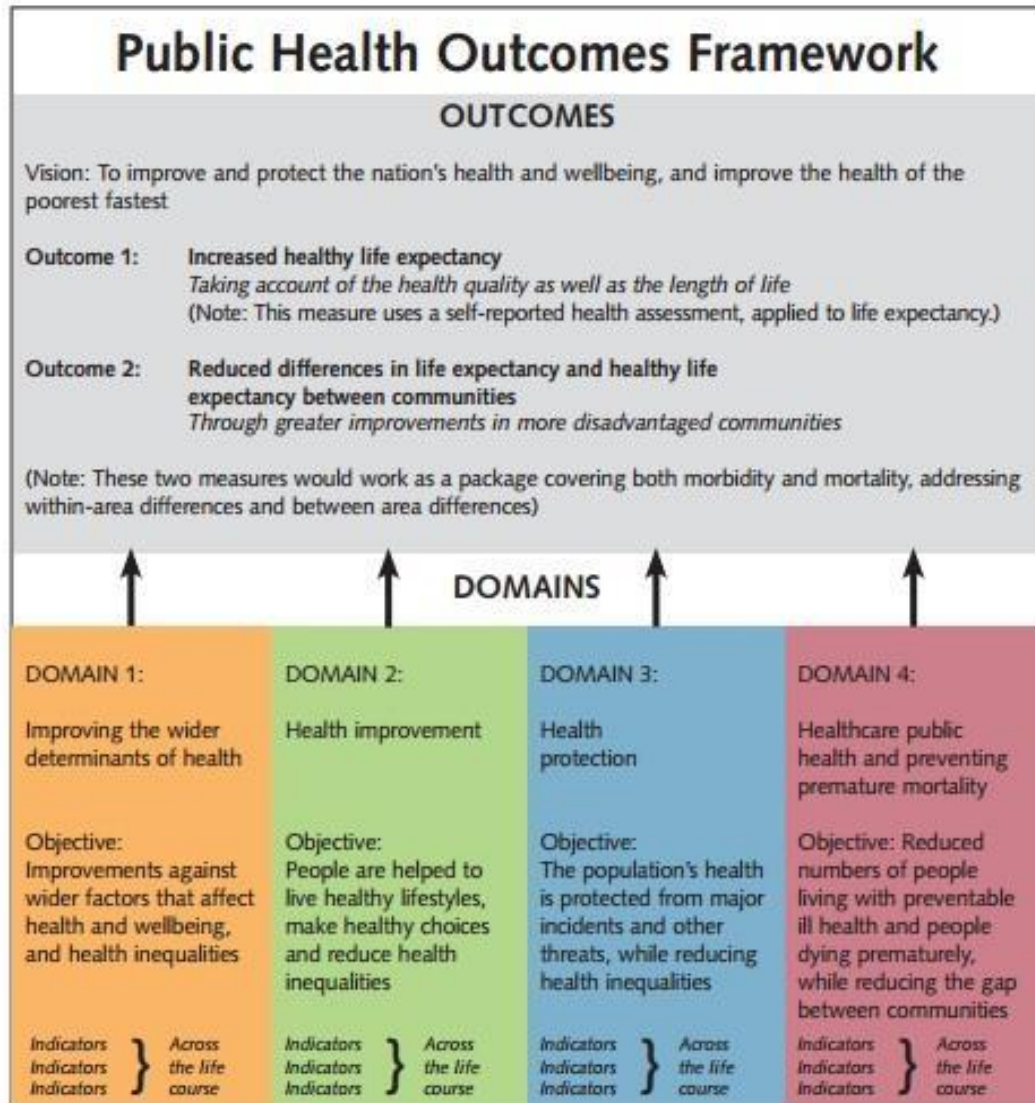 Public Health Outcomes Framework
OUTCOMES
Vision: To improve and protect the nation's health and wellbeing, and improve the health of the
poorest fastest
Outcome 1: Increased healthy life expectancy
Taking account of the health quality as well as the length of life
(Note: This measure uses a self-reported health assessment, applied to life expectancy.)
Outcome 2: Reduced differences in life expectancy and healthy life
expectancy between communities
Through greater improvements in more disadvantaged communities
(Note: These two measures would work as a package covering both morbidity and mortality, addressing
within-area differences and between area differences)
DOMAINS
DOMAIN 1:
Improving the wider
determinants of health
Objective:
Improvements against
wider factors that affect
health and wellbeing,
and health inequalities
Indicators
Indicators
Indicators
} Across
the life
course
DOMAIN 2:
Health improvement
Objective:
People are helped to
live healthy lifestyles,
make healthy choices
and reduce health
inequalities
Indicators
Indicators
Indicators
} Across
the life
course
DOMAIN 3:
Health
protection
Objective:
The population's health
is protected from major
incidents and other
threats, while reducing
health inequalities
Indicators
Indicators
Indicators
} Across
the life
course
DOMAIN 4:
Healthcare public
health and preventing
premature mortality
Objective: Reduced
numbers of people
living with preventable
ill health and people
dying prematurely,
while reducing the gap
between communities
Indicators
Indicators
Indicators
} Across
the life
course